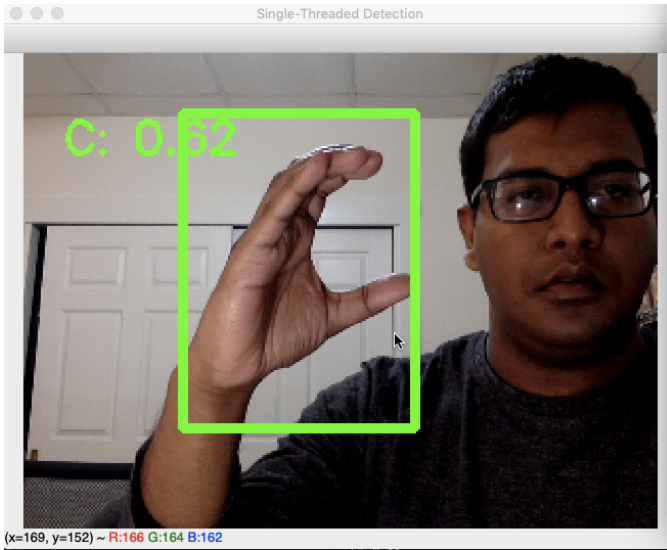 Single-Threaded Detection
C: 0.62
(x=169, y=152) ~ R:166 G:164 B:162